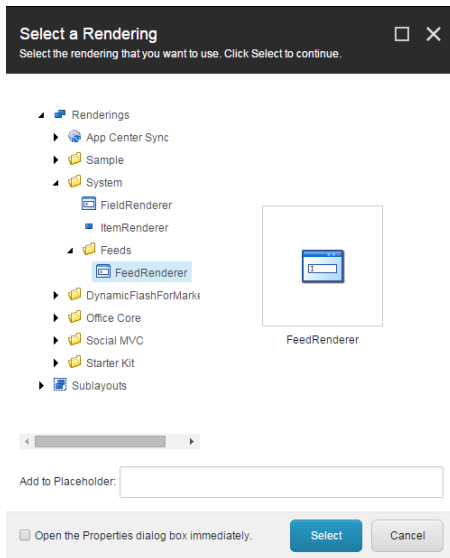 Select a Rendering
Select the rendering that you want to use. Click Select to continue.
Renderings
App Center Sync
Sample
System
FieldRenderer
ItemRenderer
Feeds
FeedRenderer
DynamicFlashForMarke
Office Core
Social MVC
Starter Kit
Sublayouts
FeedRenderer
Add to Placeholder:
Open the Properties dialog box immediately.
Select
Cancel